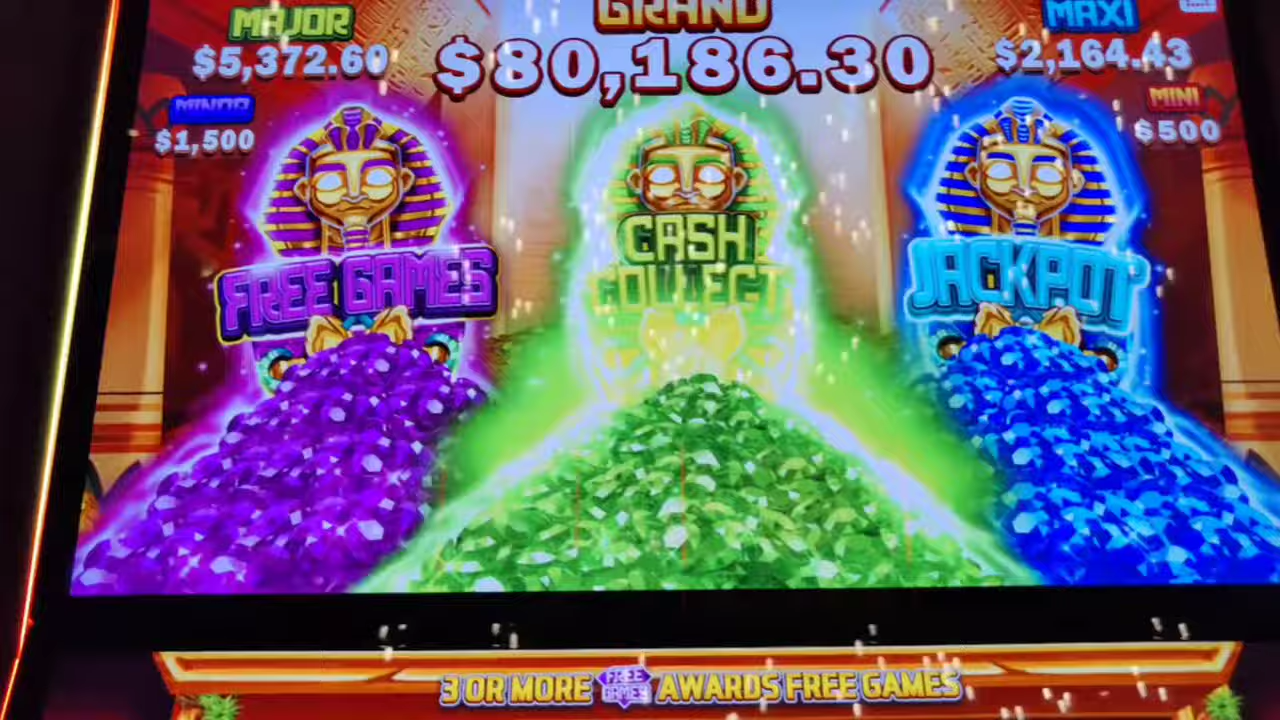 MAJOR
GRAND
MAXI
$5,372.60
$80,186.30
$2,164.43
MINOR
MINI
$1,500
$500
FREE GAMES
CASH
COLLECT
JACKPOT
3 OR MORE FREE GAMES AWARDS FREE GAMES